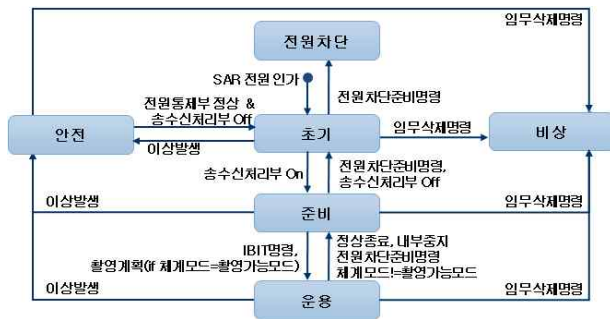 임무삭제명령
전원차단
SAR 전원 인가
전원통제부 정상 &
송수신처리부 Off
전원차단준비명령
안전
초기
임무삭제명령
비상
이상발생
송수신처리부 On
전원차단준비명령,
송수신처리부 Off
이상발생
준비
임무삭제명령
IBIT명령,
촬영계획(if 체계모드=촬영가능모드)
정상종료, 내부중지
전원차단준비명령
체계모드!=촬영가능모드
이상발생
운용
임무삭제명령